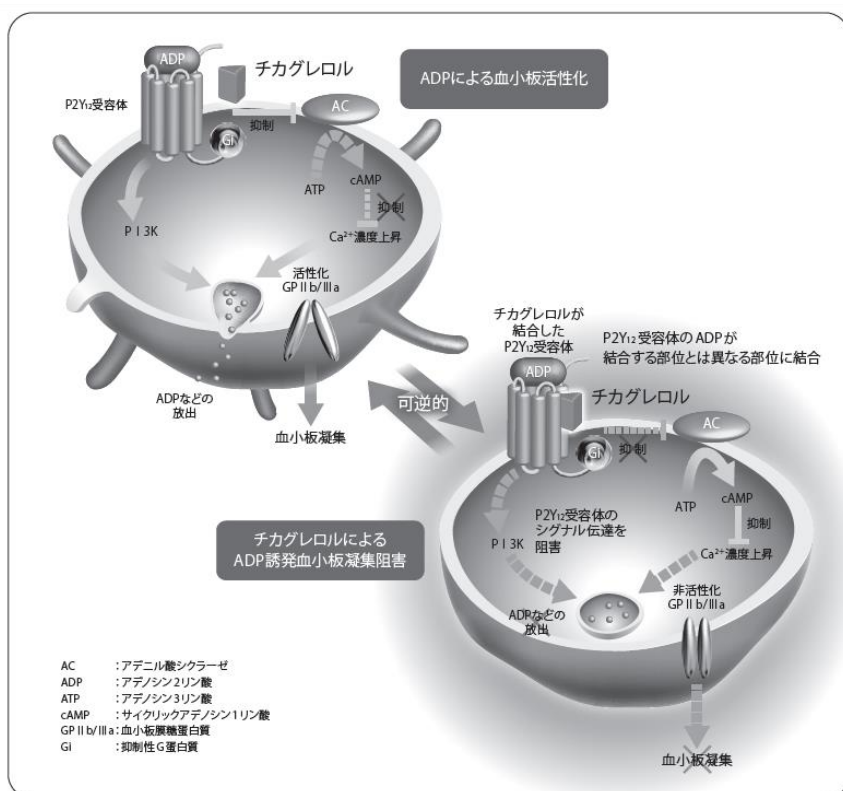 ADP
チカグレロル
P2Y₁₂受容体
ADPによる血小板活性化
AC
Gi
抑制
ATP
cAMP
抑制
PI3K
Ca²⁺濃度上昇
活性化
GPⅡb/Ⅲa
ADPなどの
放出
血小板凝集
可逆的
チカグレロルが
結合した
P2Y₁₂受容体
P2Y₁₂受容体のADPが
結合する部位とは異なる部位に結合
ADP
チカグレロル
AC
Gi
抑制
ATP
cAMP
抑制
P2Y₁₂受容体の
シグナル伝達を
阻害
PI3K
Ca²⁺濃度上昇
非活性化
GPⅡb/Ⅲa
ADPなどの
放出
血小板凝集
チカグレロルによる
ADP誘発血小板凝集阻害
AC：アデニル酸シクラーゼ
ADP：アデノシン2リン酸
ATP：アデノシン3リン酸
cAMP：サイクリックアデノシン1リン酸
GPⅡb/Ⅲa：血小板膜糖蛋白質
Gi：抑制性G蛋白質